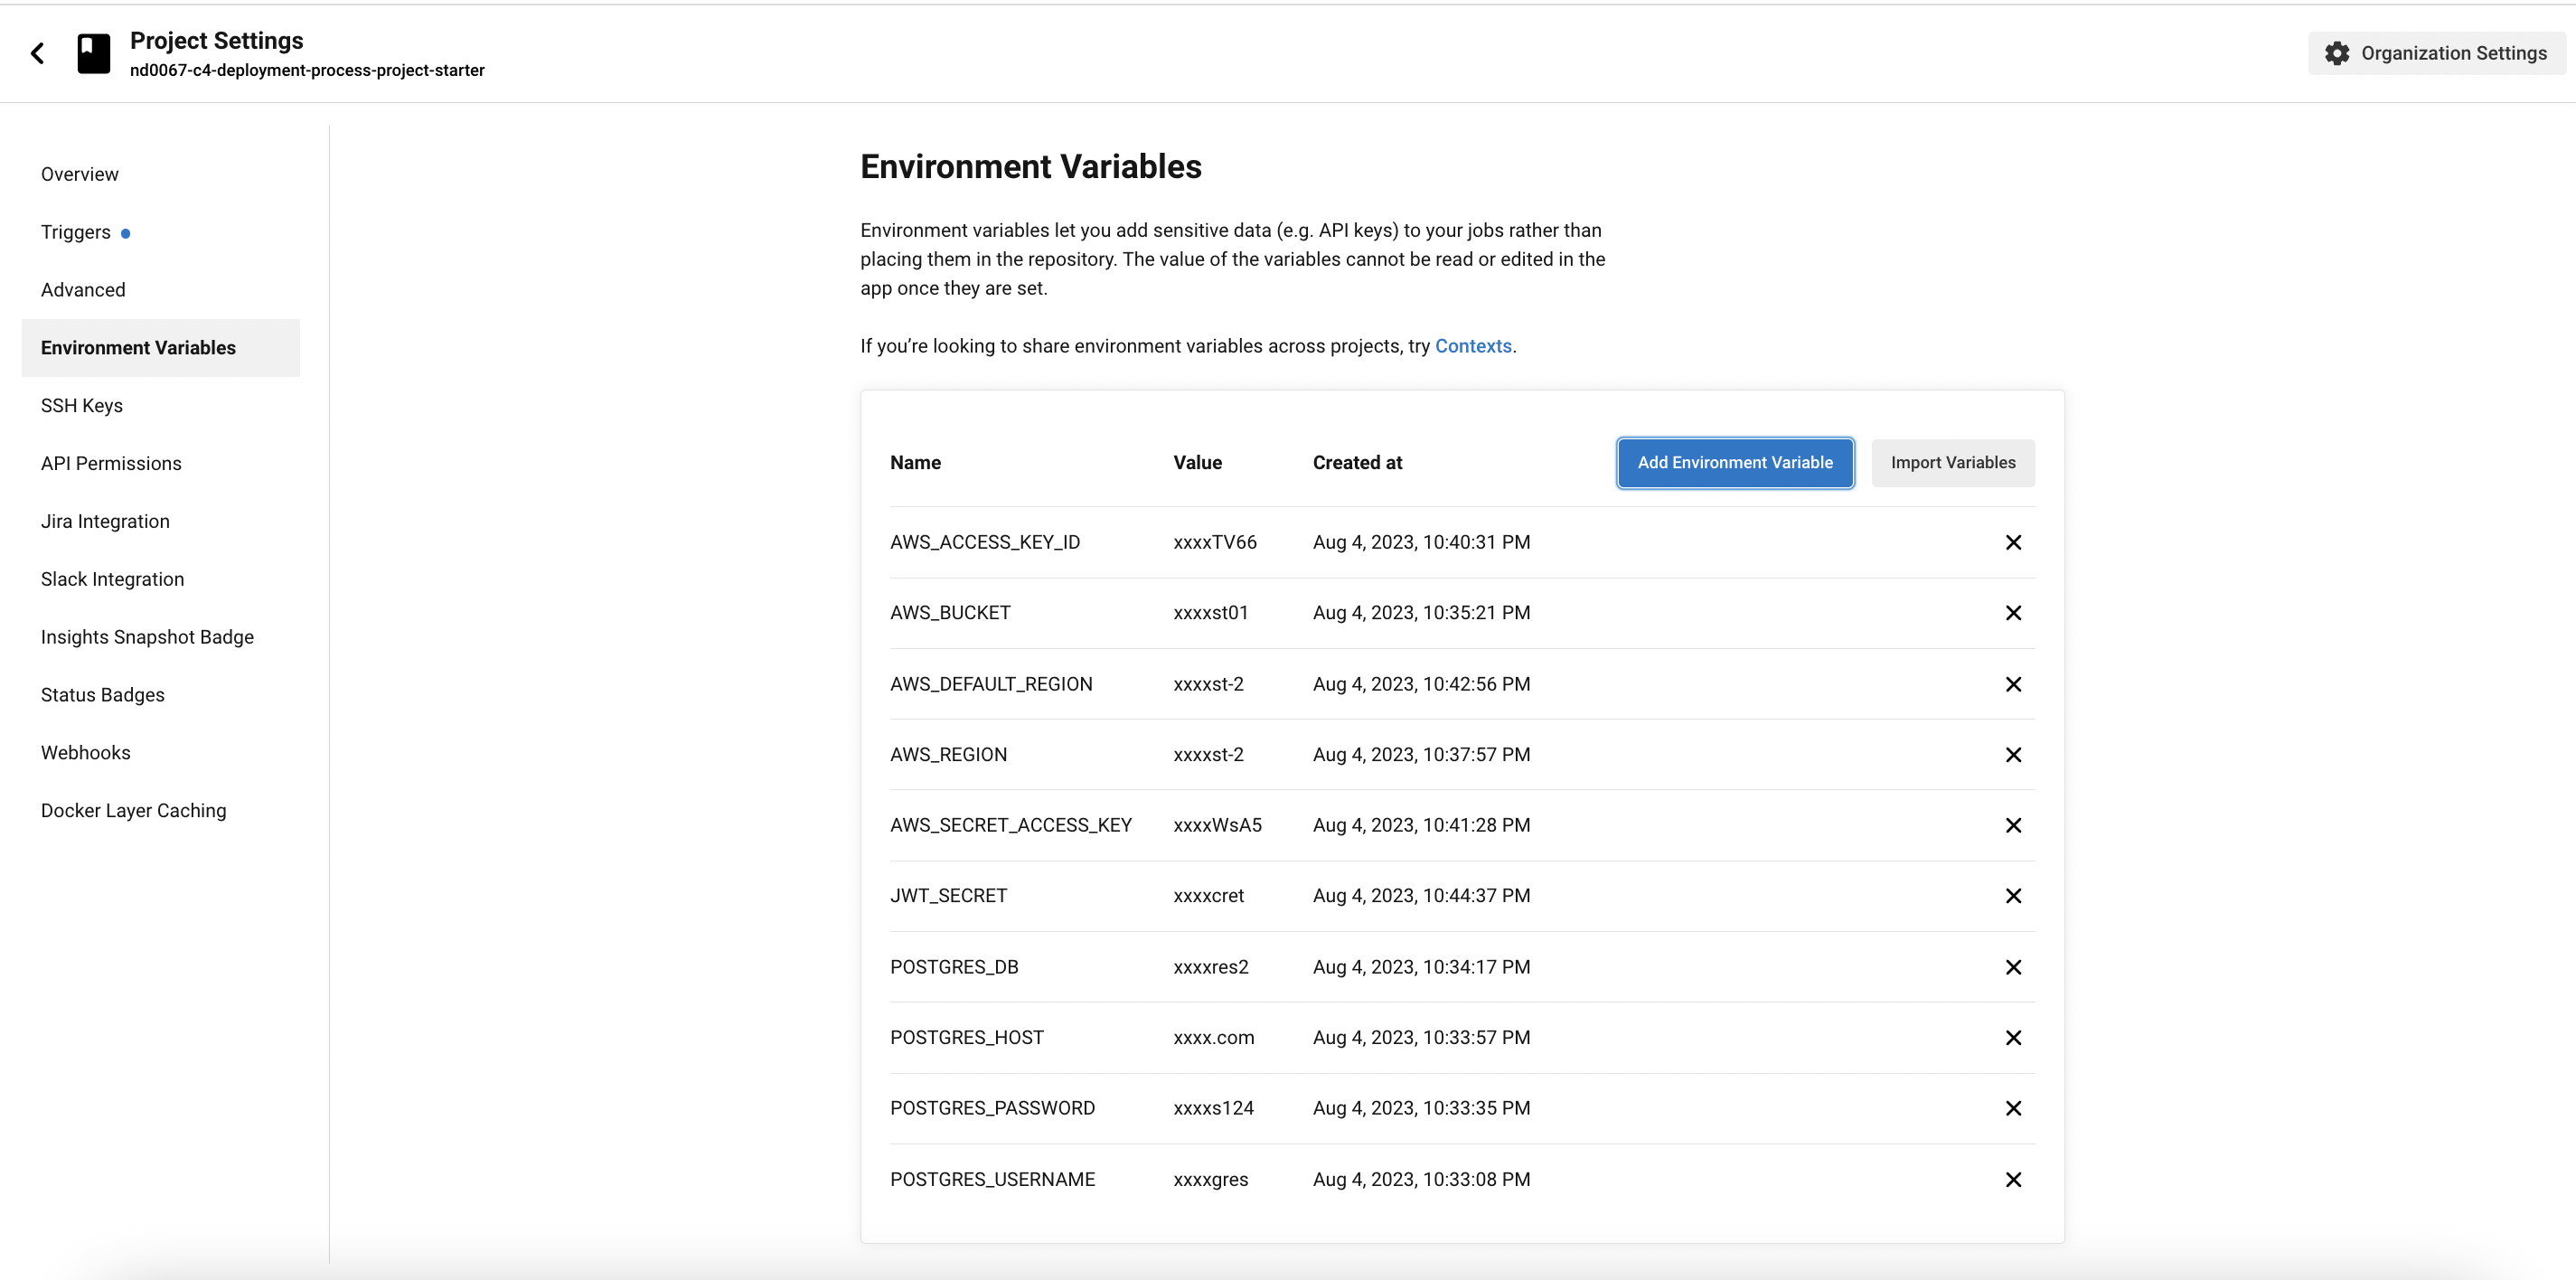 Project Settings
nd0067-c4-deployment-process-project-starter
Organization Settings
Overview
Triggers
Advanced
Environment Variables
SSH Keys
API Permissions
Jira Integration
Slack Integration
Insights Snapshot Badge
Status Badges
Webhooks
Docker Layer Caching
Environment Variables
Environment variables let you add sensitive data (e.g. API keys) to your jobs rather than
placing them in the repository. The value of the variables cannot be read or edited in the
app once they are set.
If you’re looking to share environment variables across projects, try Contexts.
Name Value Created at Add Environment Variable Import Variables
AWS_ACCESS_KEY_ID xxxxTV66 Aug 4, 2023, 10:40:31 PM
AWS_BUCKET xxxxst01 Aug 4, 2023, 10:35:21 PM
AWS_DEFAULT_REGION xxxxst-2 Aug 4, 2023, 10:42:56 PM
AWS_REGION xxxxst-2 Aug 4, 2023, 10:37:57 PM
AWS_SECRET_ACCESS_KEY xxxxWsA5 Aug 4, 2023, 10:41:28 PM
JWT_SECRET xxxxcret Aug 4, 2023, 10:44:37 PM
POSTGRES_DB xxxxres2 Aug 4, 2023, 10:34:17 PM
POSTGRES_HOST xxxx.com Aug 4, 2023, 10:33:57 PM
POSTGRES_PASSWORD xxxxs124 Aug 4, 2023, 10:33:35 PM
POSTGRES_USERNAME xxxxgres Aug 4, 2023, 10:33:08 PM